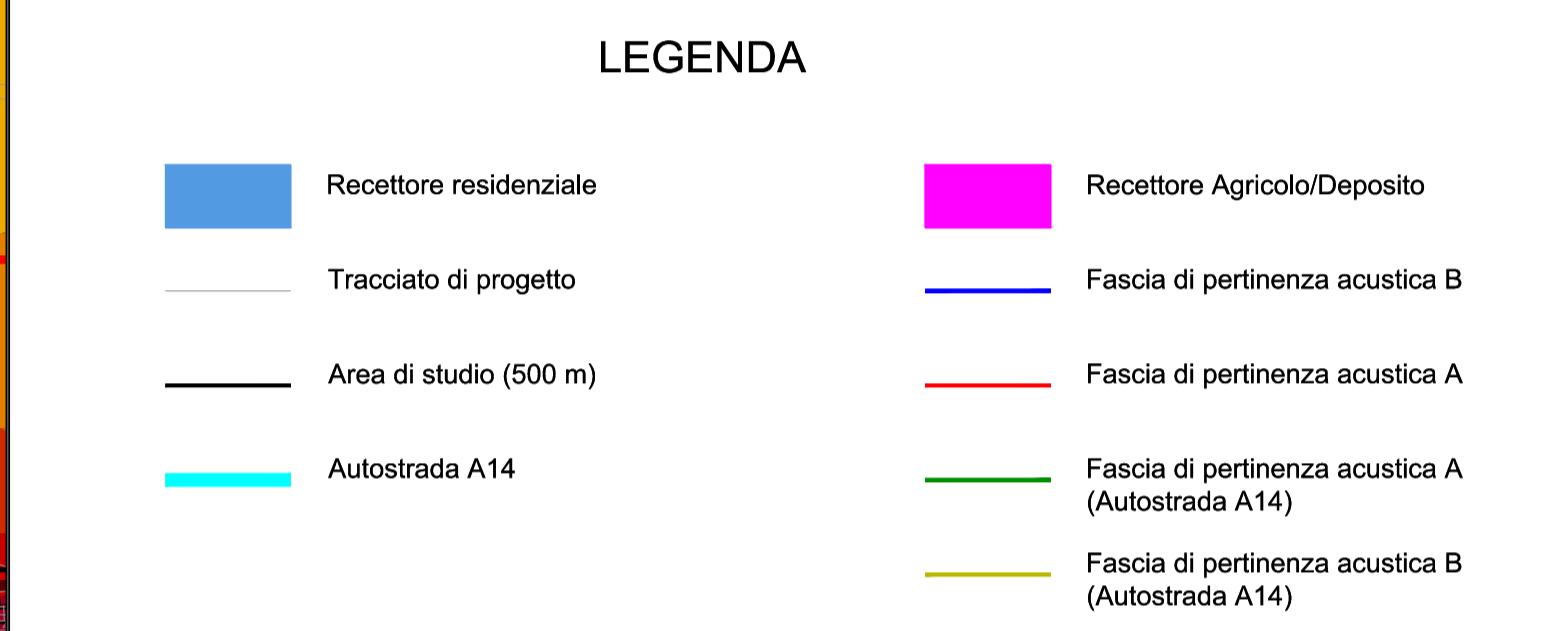 LEGENDA
Recettore residenziale
Tracciato di progetto
Area di studio (500 m)
Autostrada A14
Recettore Agricolo/Deposito
Fascia di pertinenza acustica B
Fascia di pertinenza acustica A
Fascia di pertinenza acustica A
(Autostrada A14)
Fascia di pertinenza acustica B
(Autostrada A14)